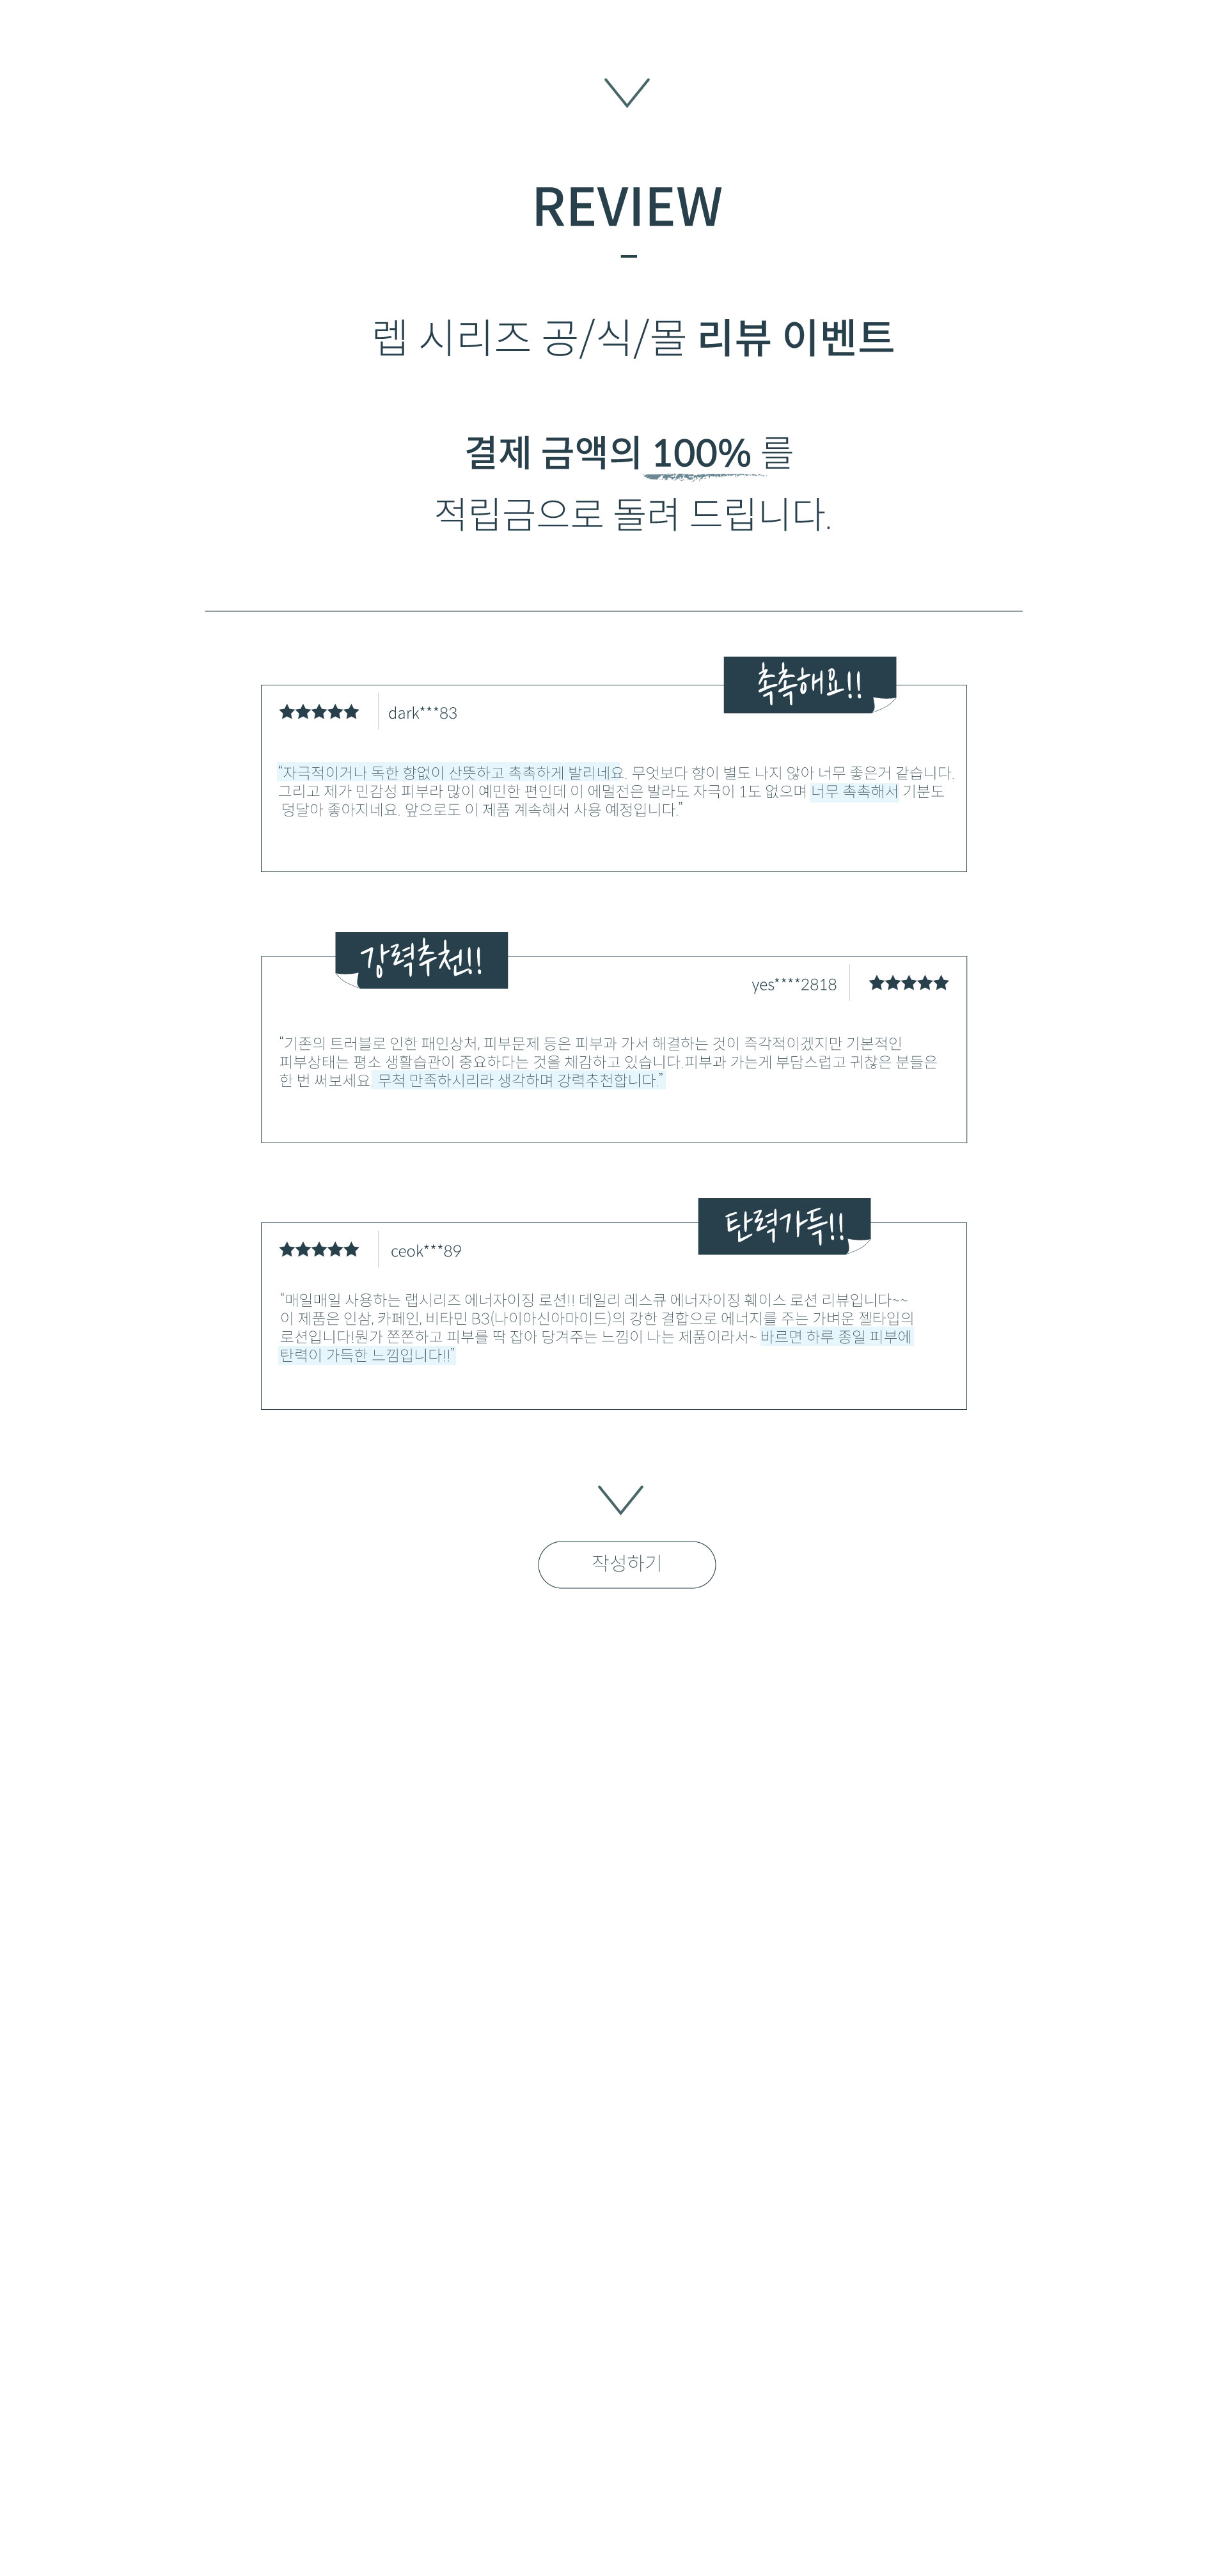 REVIEW
렙 시리즈 공/식/몰 리뷰 이벤트
결제 금액의 100% 를
적립금으로 돌려 드립니다.
촉촉해요!!
★★★★★ dark***83
“자극적이거나 독한 향없이 산뜻하고 촉촉하게 발리네요. 무엇보다 향이 별도 나지 않아 너무 좋은거 같습니다.
그리고 제가 민감성 피부라 많이 예민한 편인데 이 에멀전은 발라도 자극이 1도 없으며 너무 촉촉해서 기분도
덩달아 좋아지네요. 앞으로도 이 제품 계속해서 사용 예정입니다.”
강력추천!!
yes****2818 ★★★★★
“기존의 트러블로 인한 패인상처, 피부문제 등은 피부과 가서 해결하는 것이 즉각적이겠지만 기본적인
피부상태는 평소 생활습관이 중요하다는 것을 체감하고 있습니다.피부과 가는게 부담스럽고 귀찮은 분들은
한 번 써보세요. 무척 만족하시리라 생각하며 강력추천합니다.”
탄력가득!!
★★★★★ ceok***89
“매일매일 사용하는 랩시리즈 에너자이징 로션!! 데일리 레스큐 에너자이징 훼이스 로션 리뷰입니다~~
이 제품은 인삼, 카페인, 비타민 B3(나이아신아마이드)의 강한 결합으로 에너지를 주는 가벼운 젤타입의
로션입니다!뭔가 쫀쫀하고 피부를 딱 잡아 당겨주는 느낌이 나는 제품이라서~ 바르면 하루 종일 피부에
탄력이 가득한 느낌입니다!!”
작성하기